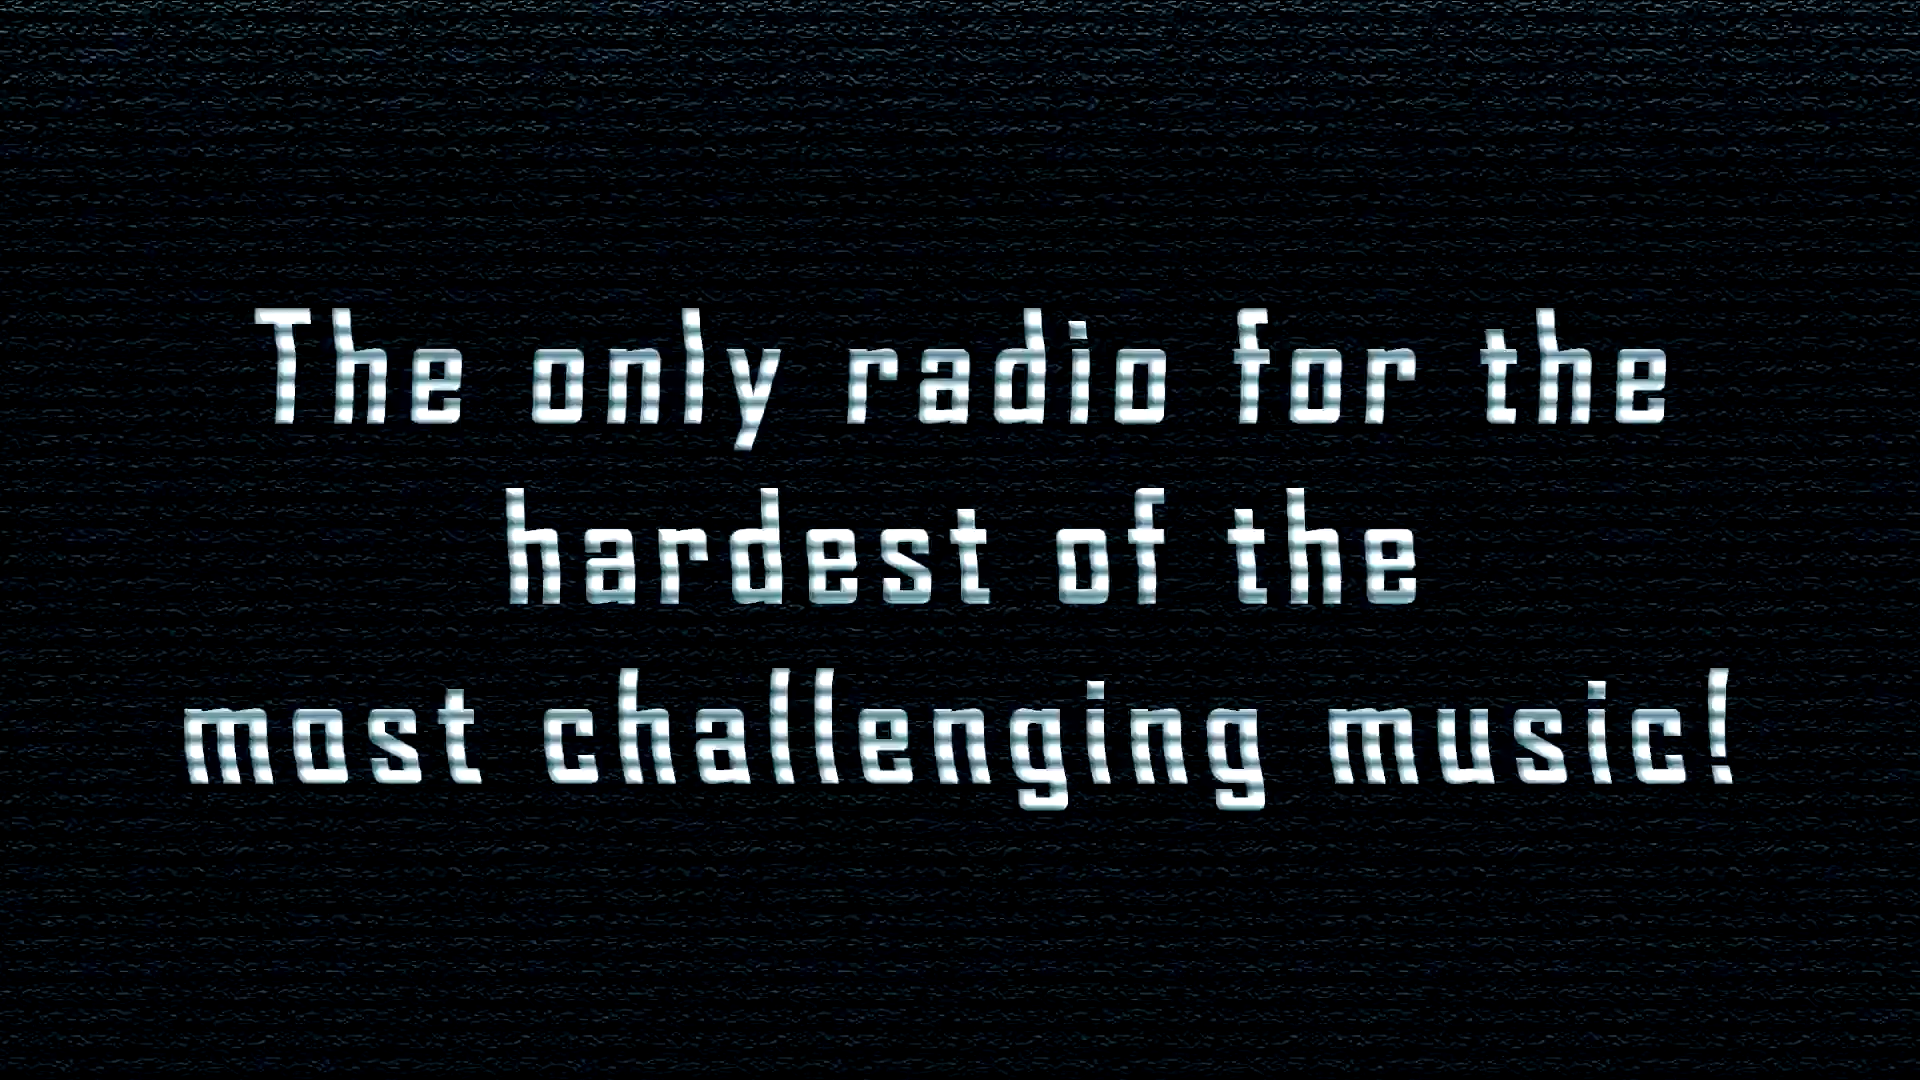 The only radio for the
hardest of the
most challenging music!